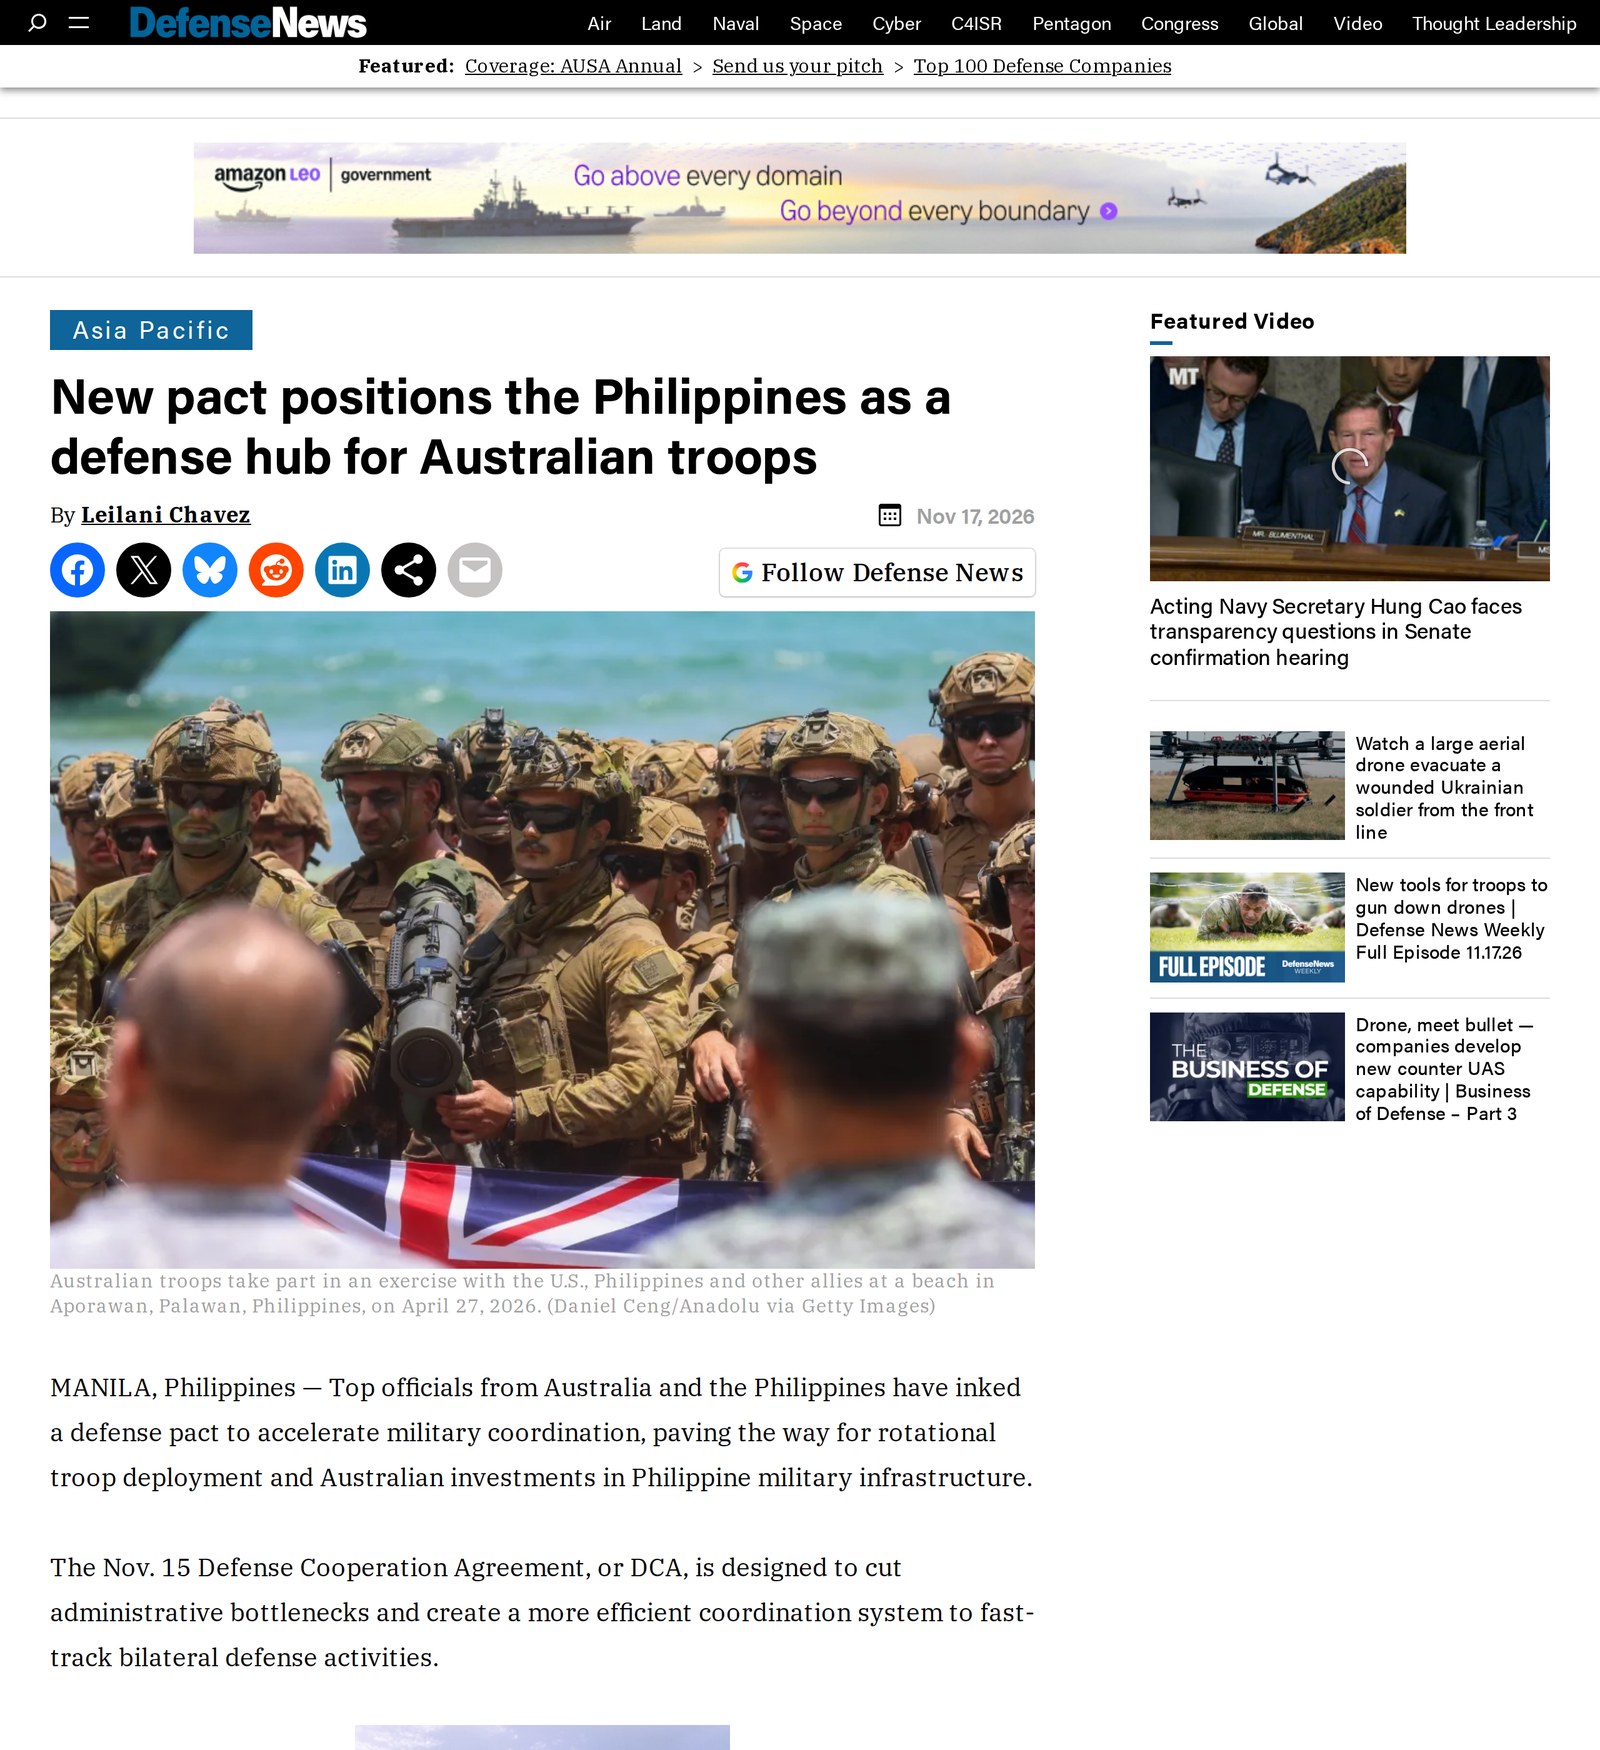 DefenseNews
Air Land Naval Space Cyber C4ISR Pentagon Congress Global Video Thought Leadership
Featured: Coverage: AUSA Annual > Send us your pitch > Top 100 Defense Companies
amazon LEO | government
Go above every domain
Go beyond every boundary
Asia Pacific
New pact positions the Philippines as a
defense hub for Australian troops
By Leilani Chavez
Nov 17, 2026
Follow Defense News
Australian troops take part in an exercise with the U.S., Philippines and other allies at a beach in
Aporawan, Palawan, Philippines, on April 27, 2026. (Daniel Ceng/Anadolu via Getty Images)
MANILA, Philippines — Top officials from Australia and the Philippines have inked
a defense pact to accelerate military coordination, paving the way for rotational
troop deployment and Australian investments in Philippine military infrastructure.
The Nov. 15 Defense Cooperation Agreement, or DCA, is designed to cut
administrative bottlenecks and create a more efficient coordination system to fast-
track bilateral defense activities.
Featured Video
MT
MR. BLUMENTHAL
MS
Acting Navy Secretary Hung Cao faces
transparency questions in Senate
confirmation hearing
Watch a large aerial
drone evacuate a
wounded Ukrainian
soldier from the front
line
FULL EPISODE
DefenseNews
WEEKLY
New tools for troops to
gun down drones |
Defense News Weekly
Full Episode 11.17.26
THE
BUSINESS OF
DEFENSE
Drone, meet bullet —
companies develop
new counter UAS
capability | Business
of Defense – Part 3